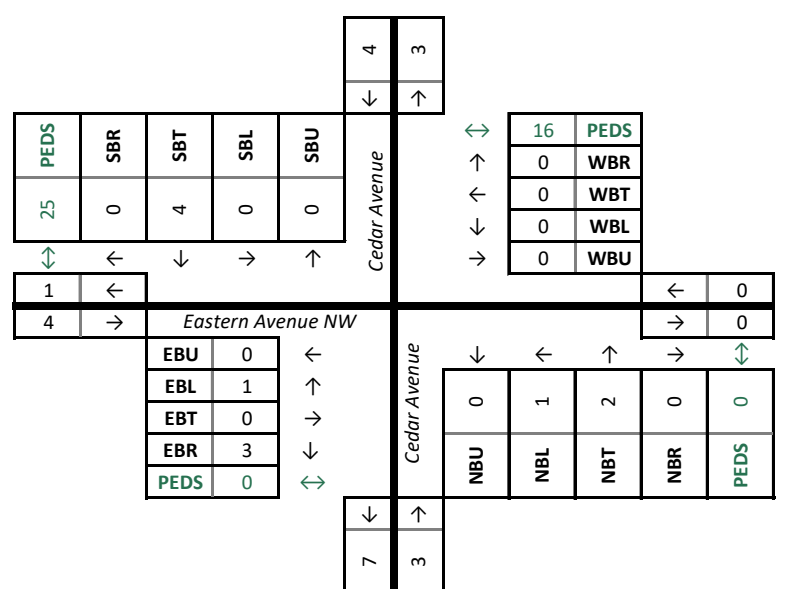 4 3
↓ ↑
PEDS SBR SBT SBL SBU
25 0 4 0 0
↕ ← ↓ → ↑
Cedar Avenue
↔ 16 PEDS
↑ 0 WBR
← 0 WBT
↓ 0 WBL
→ 0 WBU
1 ←
4 →
← 0
→ 0
Eastern Avenue NW
EBU 0 ←
EBL 1 ↑
EBT 0 →
EBR 3 ↓
PEDS 0 ↔
Cedar Avenue
↓ ← ↑ → ↕
0 1 2 0 0
NBU NBL NBT NBR PEDS
↓ ↑
7 3